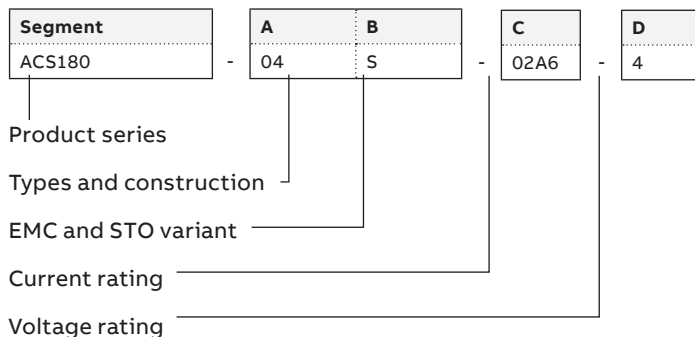 Segment A B C D
ACS180 - 04 S - 02A6 - 4
Product series
Types and construction
EMC and STO variant
Current rating
Voltage rating